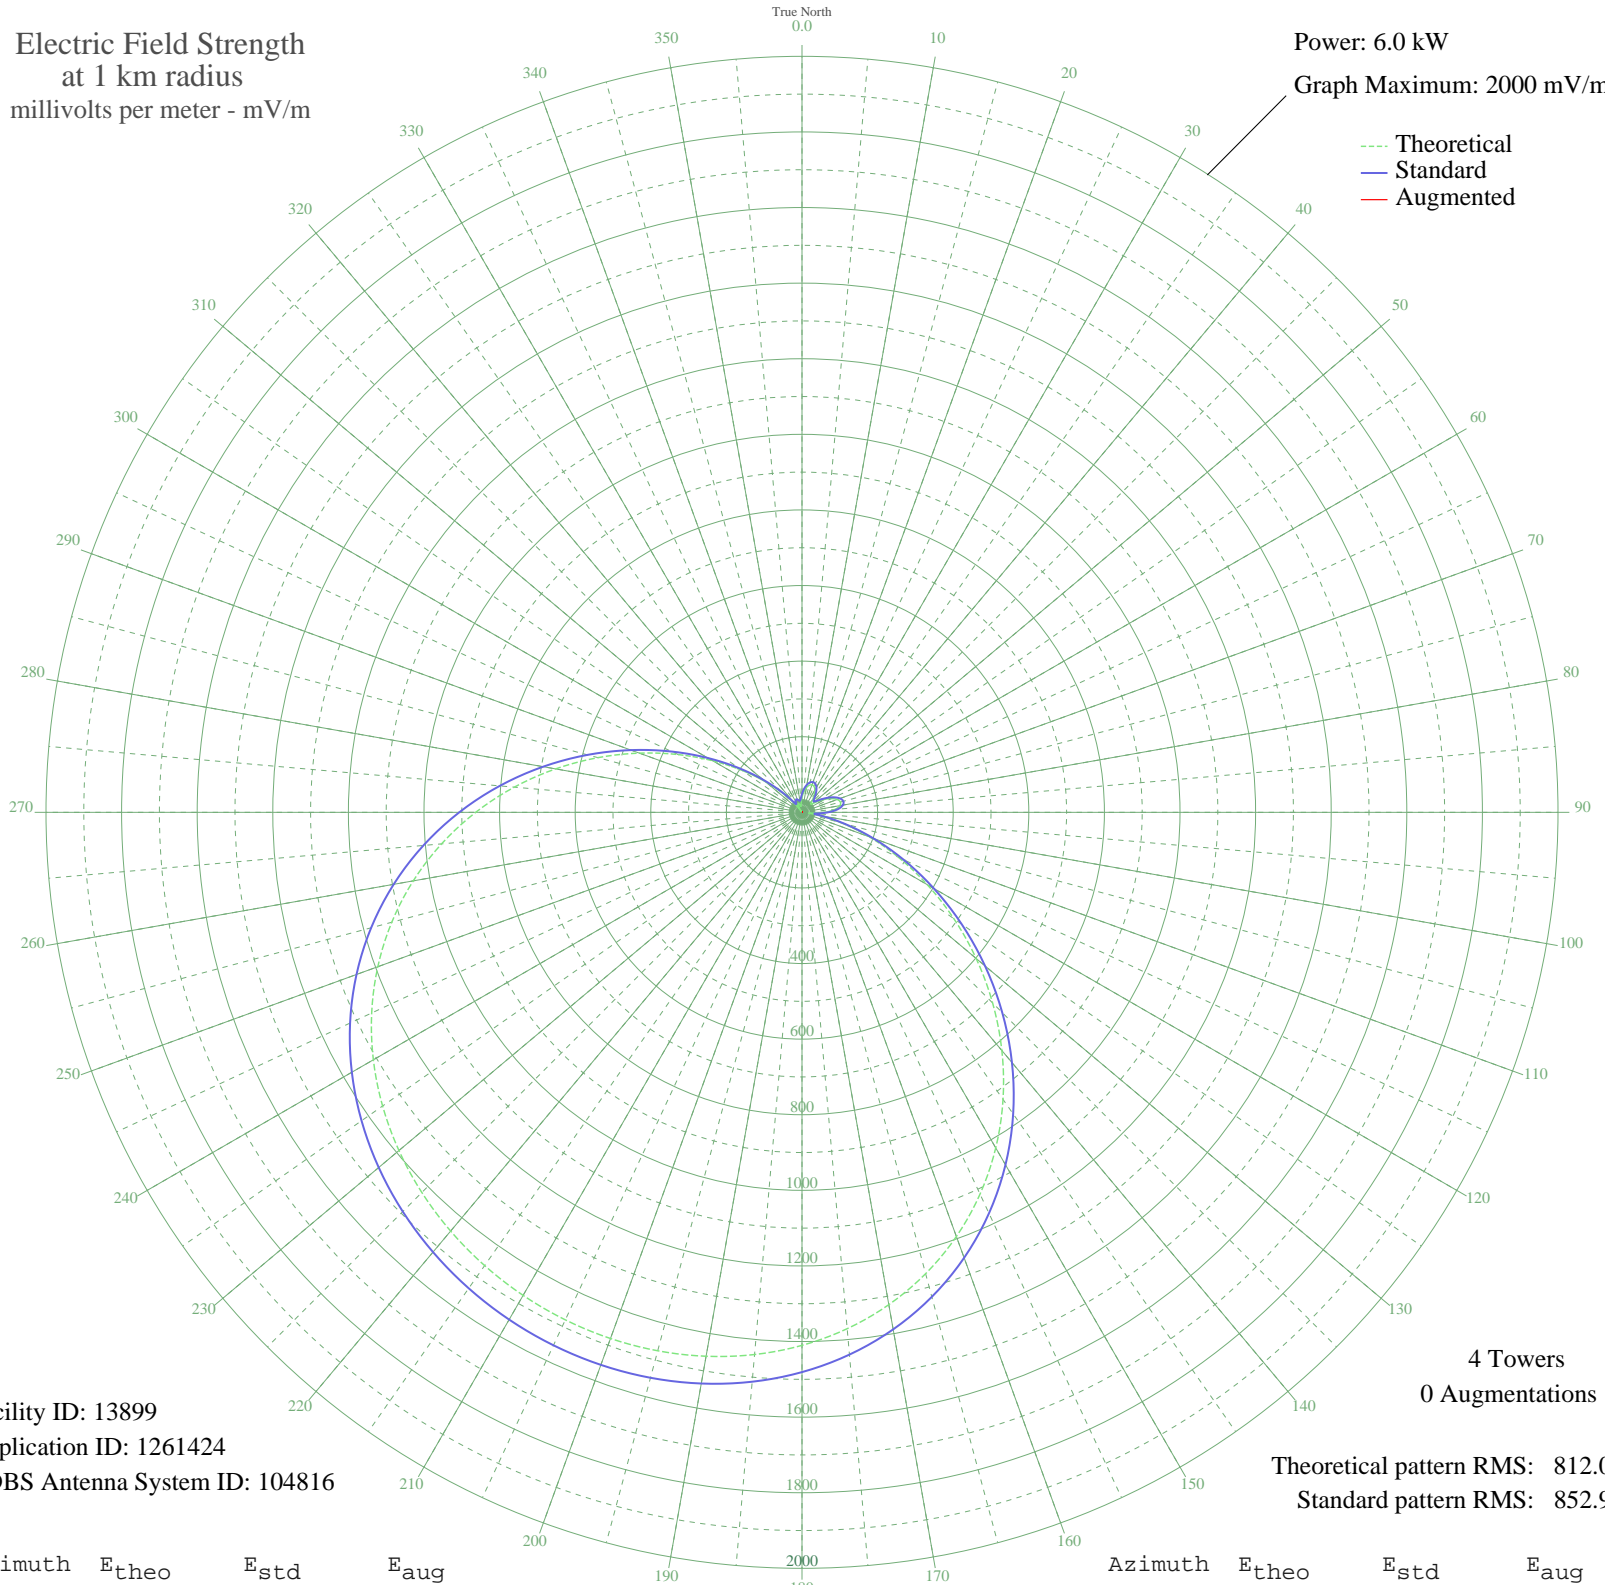 True North
0.0
Electric Field Strength
at 1 km radius
millivolts per meter - mV/m
Power: 6.0 kW
Graph Maximum: 2000 mV/m
Theoretical
Standard
Augmented
10
20
30
40
50
60
70
80
90
100
110
120
130
140
150
160
170
190
200
210
220
230
240
250
260
270
280
290
300
310
320
330
340
350
400
600
800
1000
1200
1400
1600
1800
2000
4 Towers
0 Augmentations
cility ID: 13899
plication ID: 1261424
DBS Antenna System ID: 104816
Theoretical pattern RMS: 812.0
Standard pattern RMS: 852.9
imuth Etheo Estd Eaug
Azimuth Etheo Estd Eaug